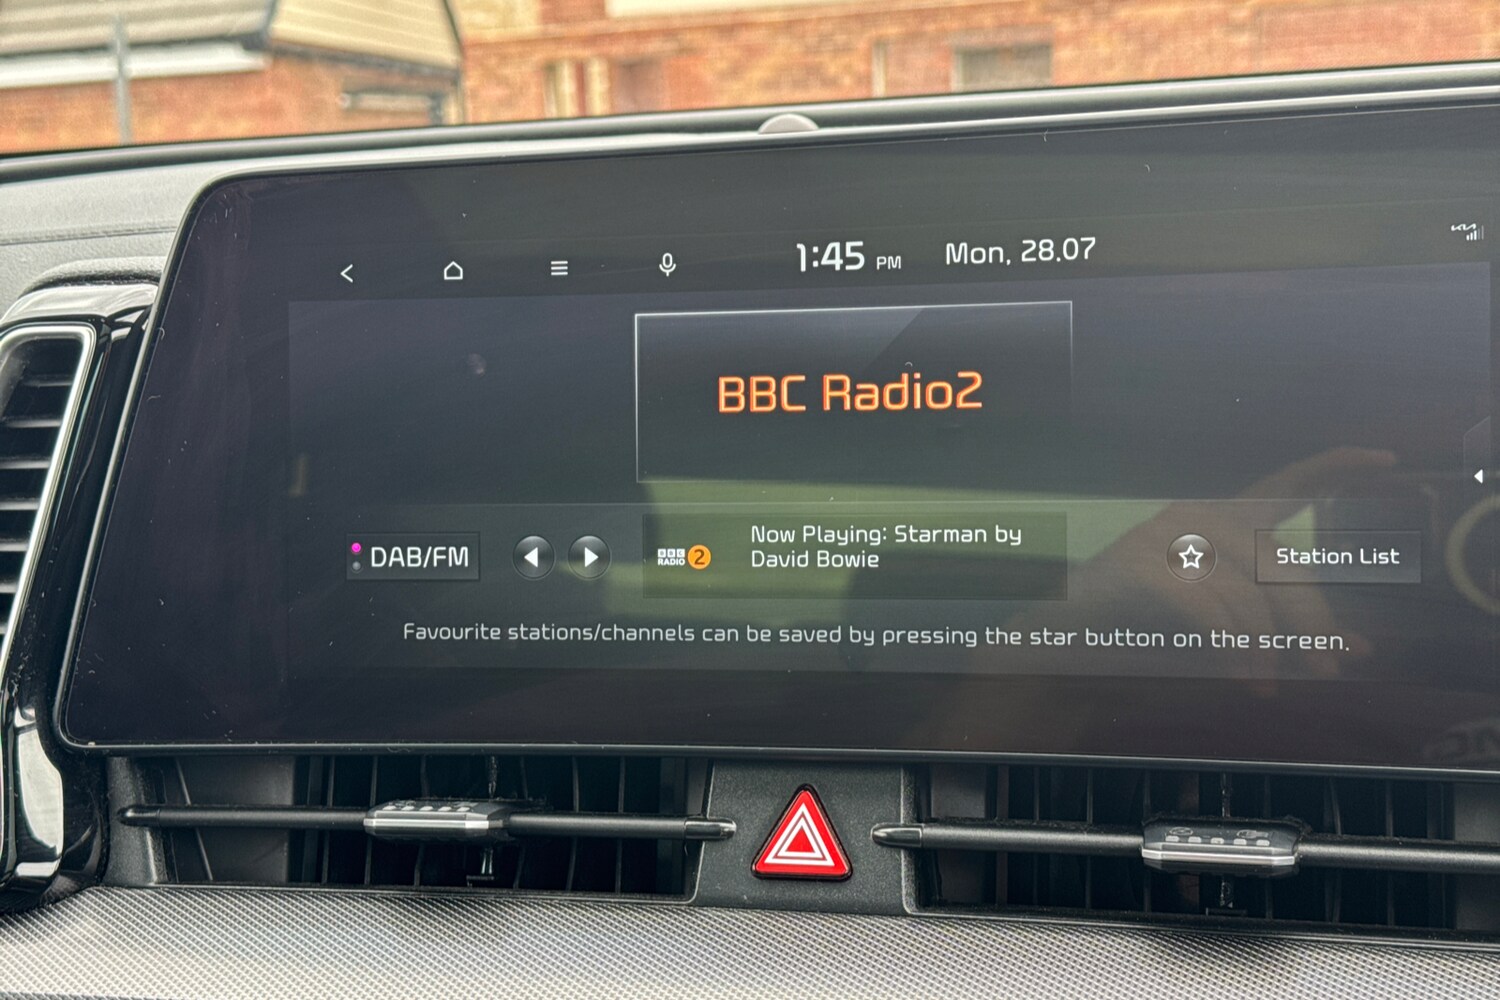 1:45 PM Mon, 28.07
BBC Radio2
DAB/FM
BBC
RADIO 2
Now Playing: Starman by
David Bowie
Station List
Favourite stations/channels can be saved by pressing the star button on the screen.